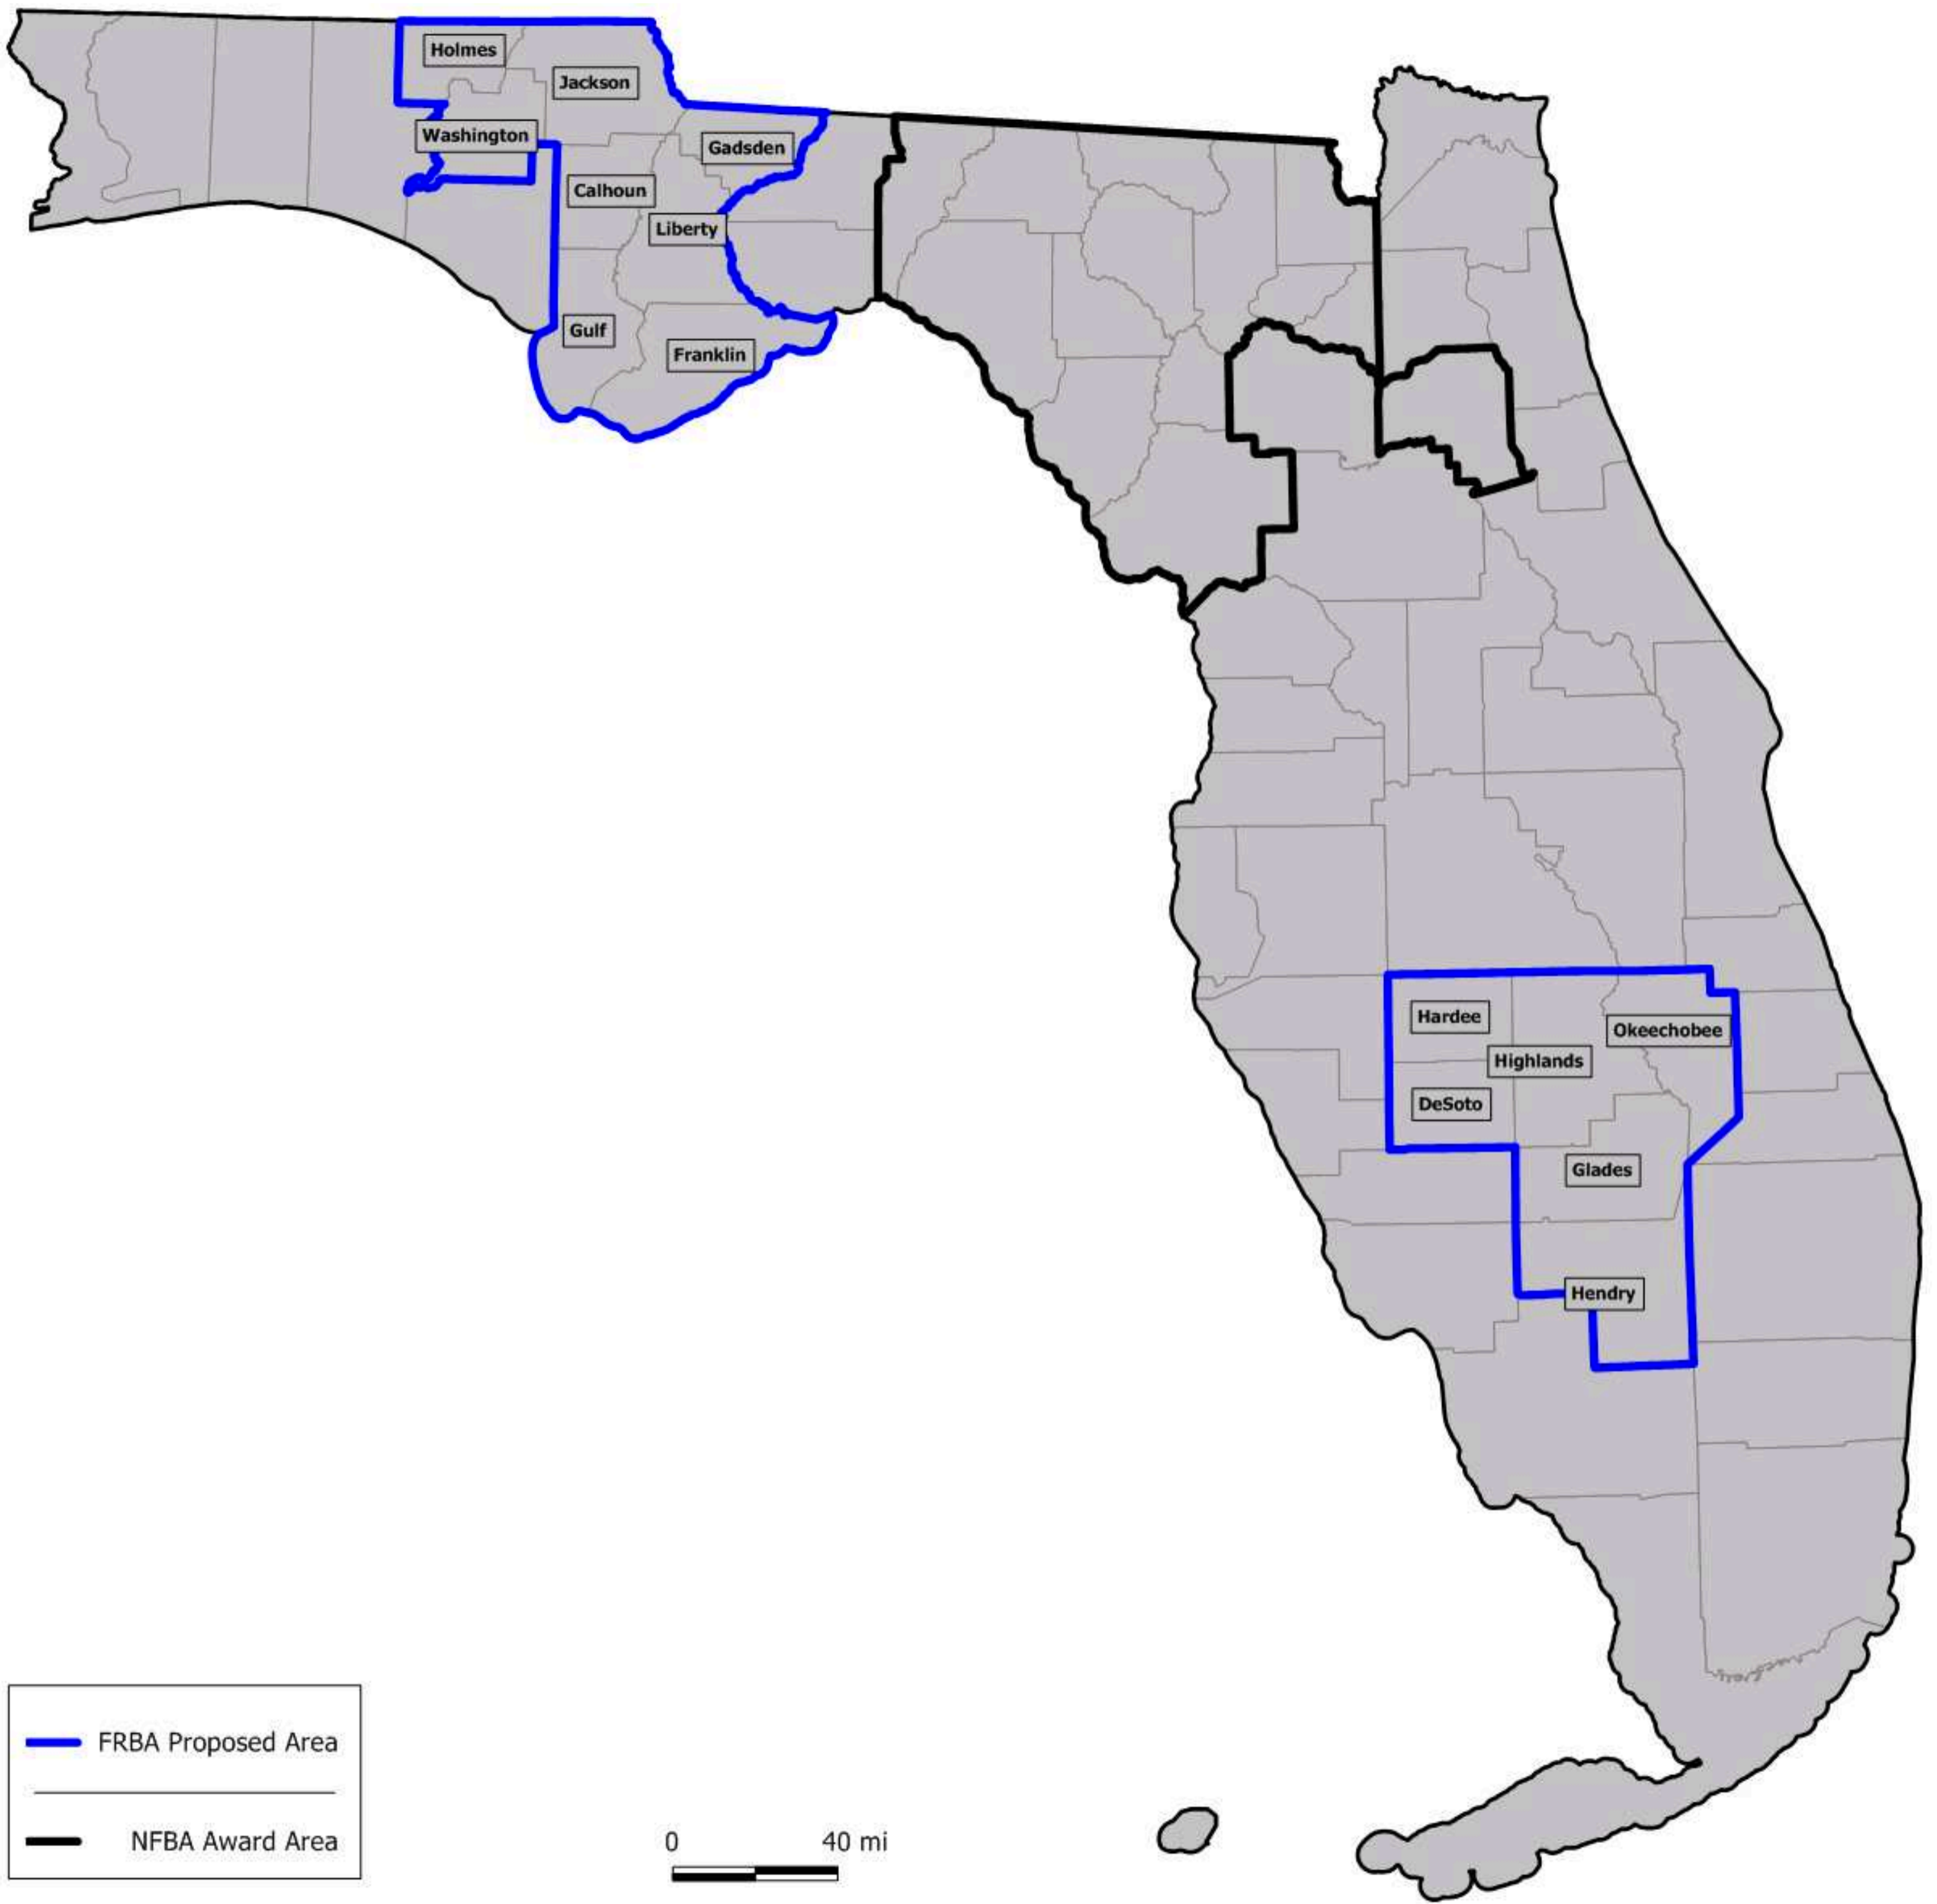 Holmes
Jackson
Washington
Gadsden
Calhoun
Liberty
Gulf
Franklin
Hardee
Okeechobee
Highlands
DeSoto
Glades
Hendry
FRBA Proposed Area
NFBA Award Area
0 40 mi